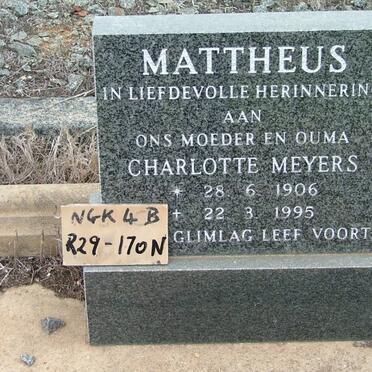 MATTHEUS
IN LIEFDEVOLLE HERINNERIN
AAN
ONS MOEDER EN OUMA
CHARLOTTE MEYERS
* 28 6 1906
+ 22 3 1995
GLIMLAG LEEF VOORT
NGK 4 B
R29-170N